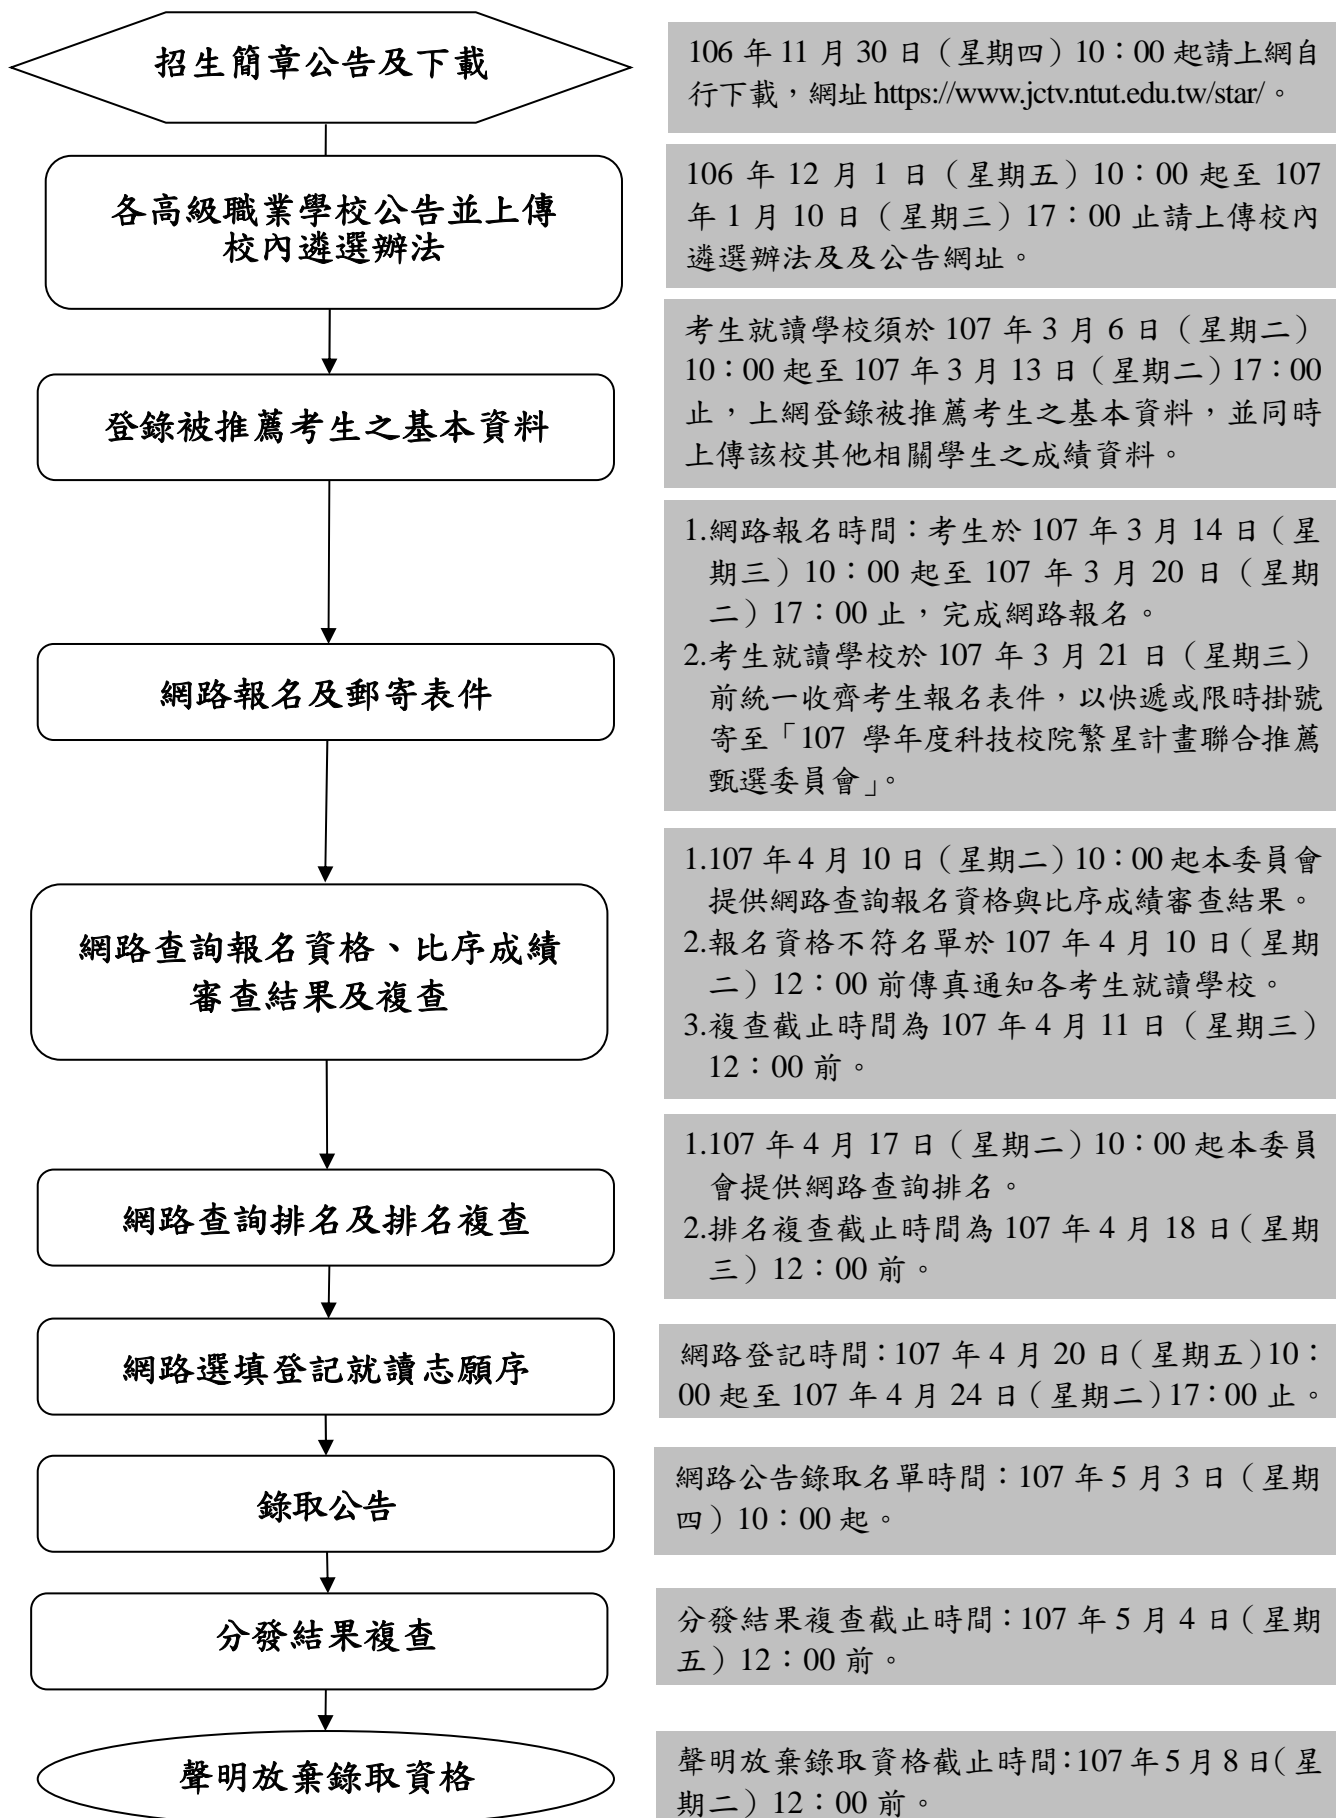 招生簡章公告及下載
106 年 11 月 30 日（星期四）10：00 起請上網自
行下載，網址 https://www.jctv.ntut.edu.tw/star/。
各高級職業學校公告並上傳
校內遴選辦法
106 年 12 月 1 日（星期五）10：00 起至 107
年 1 月 10 日（星期三）17：00 止請上傳校內
遴選辦法及及公告網址。
登錄被推薦考生之基本資料
考生就讀學校須於 107 年 3 月 6 日（星期二）
10：00 起至 107 年 3 月 13 日（星期二）17：00
止，上網登錄被推薦考生之基本資料，並同時
上傳該校其他相關學生之成績資料。
網路報名及郵寄表件
1.網路報名時間：考生於 107 年 3 月 14 日（星
期三）10：00 起至 107 年 3 月 20 日（星期
二）17：00 止，完成網路報名。
2.考生就讀學校於 107 年 3 月 21 日（星期三）
前統一收齊考生報名表件，以快遞或限時掛號
寄至「107 學年度科技校院繁星計畫聯合推薦
甄選委員會」。
網路查詢報名資格、比序成績
審查結果及複查
1.107 年 4 月 10 日（星期二）10：00 起本委員會
提供網路查詢報名資格與比序成績審查結果。
2.報名資格不符名單於 107 年 4 月 10 日（星期
二）12：00 前傳真通知各考生就讀學校。
3.複查截止時間為 107 年 4 月 11 日（星期三）
12：00 前。
網路查詢排名及排名複查
1.107 年 4 月 17 日（星期二）10：00 起本委員
會提供網路查詢排名。
2.排名複查截止時間為 107 年 4 月 18 日（星期
三）12：00 前。
網路選填登記就讀志願序
網路登記時間：107 年 4 月 20 日（星期五）10：
00 起至 107 年 4 月 24 日（星期二）17：00 止。
錄取公告
網路公告錄取名單時間：107 年 5 月 3 日（星期
四）10：00 起。
分發結果複查
分發結果複查截止時間：107 年 5 月 4 日（星期
五）12：00 前。
聲明放棄錄取資格
聲明放棄錄取資格截止時間：107 年 5 月 8 日（星
期二）12：00 前。